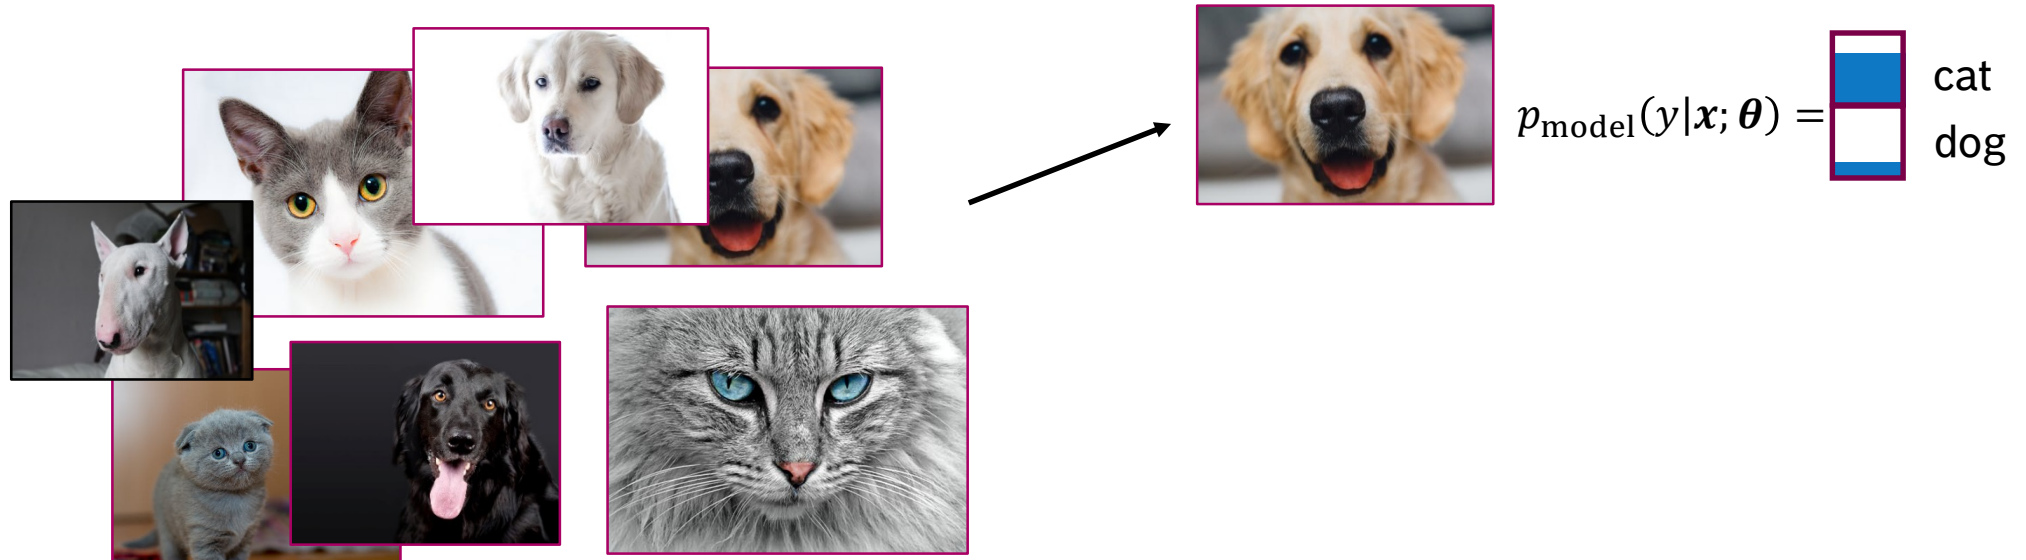 cat
p_model(y|x; θ) =
dog